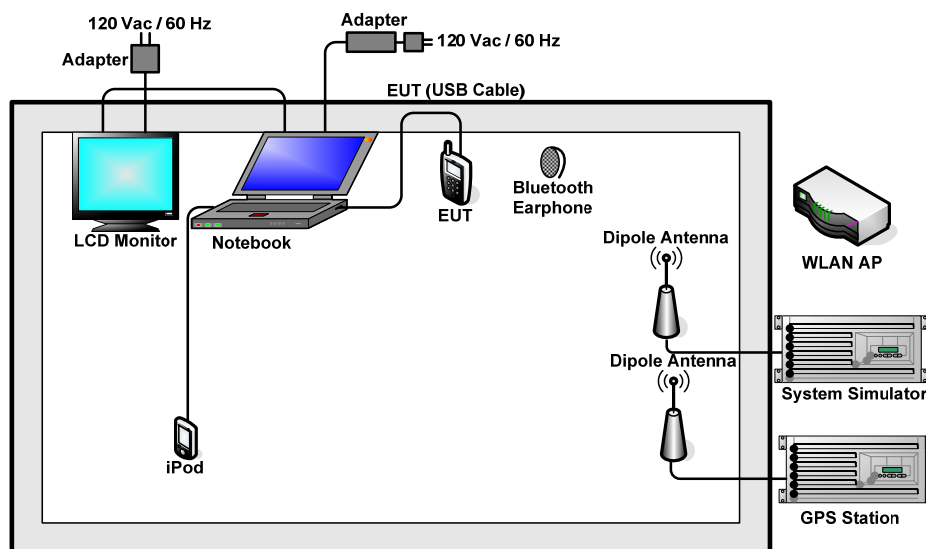 Adapter
120 Vac / 60 Hz
120 Vac / 60 Hz
Adapter
EUT (USB Cable)
LCD Monitor
Notebook
EUT
Bluetooth
Earphone
WLAN AP
Dipole Antenna
Dipole Antenna
System Simulator
iPod
GPS Station